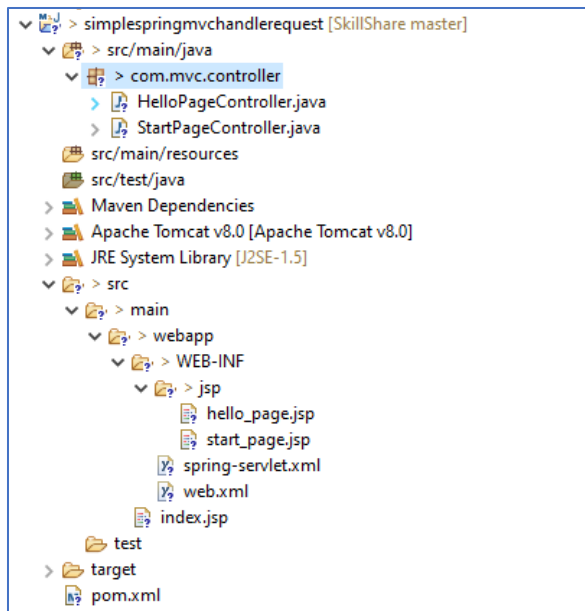 > simplespringmvchandlerequest [SkillShare master]
> src/main/java
> com.mvc.controller
HelloPageController.java
StartPageController.java
src/main/resources
src/test/java
Maven Dependencies
Apache Tomcat v8.0 [Apache Tomcat v8.0]
JRE System Library [J2SE-1.5]
> src
> main
> webapp
> WEB-INF
> jsp
hello_page.jsp
start_page.jsp
spring-servlet.xml
web.xml
index.jsp
test
target
pom.xml